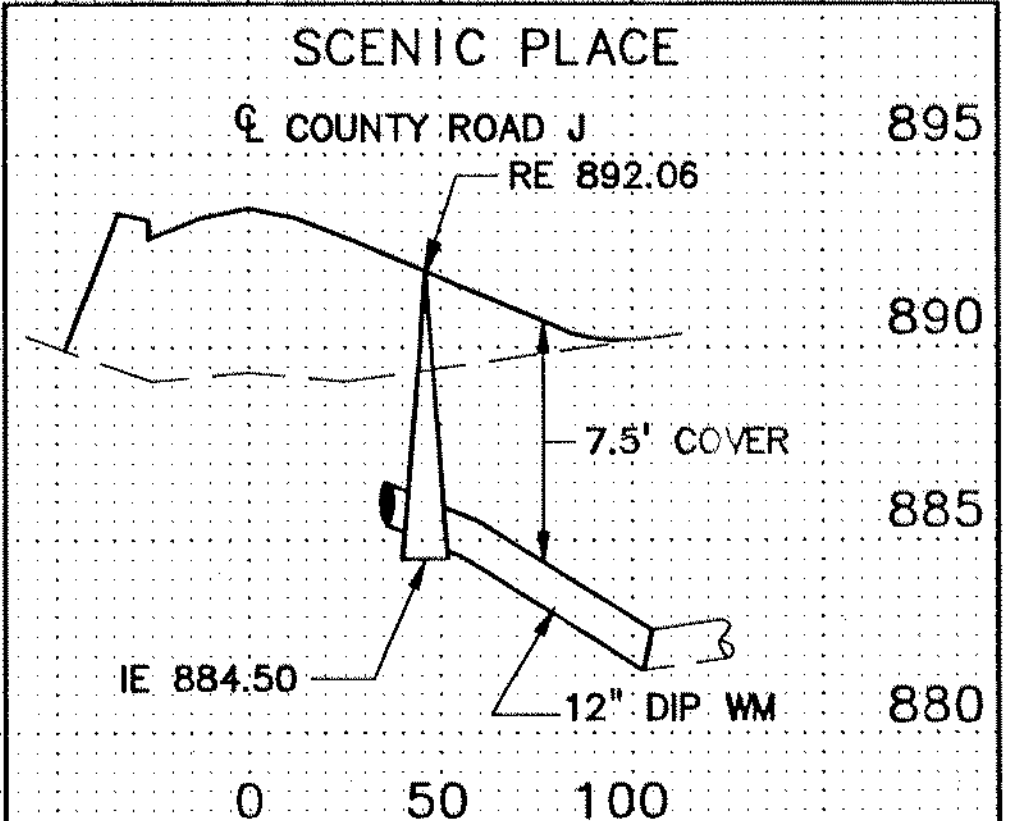 SCENIC PLACE
℄ COUNTY ROAD J
895
RE 892.06
890
7.5' COVER
885
IE 884.50
12" DIP WM
880
0 50 100